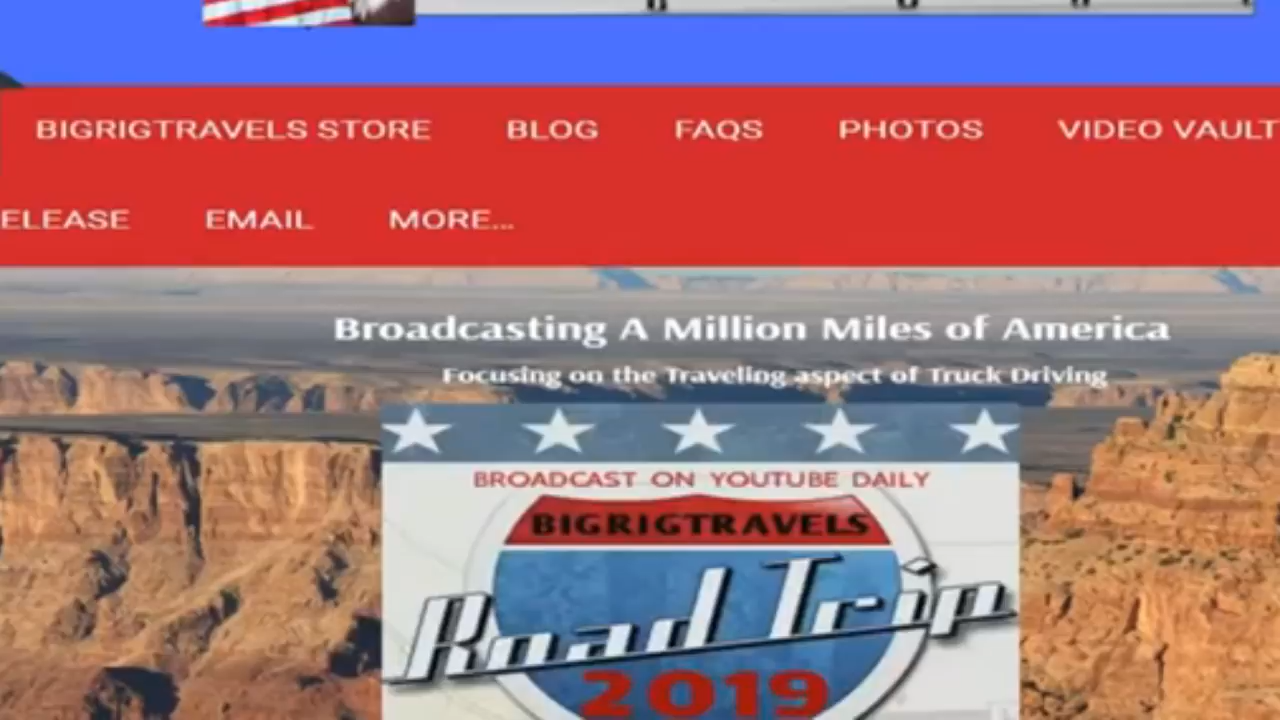 BIGRIGTRAVELS STORE BLOG FAQS PHOTOS VIDEO VAULT
ELEASE EMAIL MORE...
Broadcasting A Million Miles of America
Focusing on the Traveling aspect of Truck Driving
BROADCAST ON YOUTUBE DAILY
BIGRIGTRAVELS
Road Trip
2019